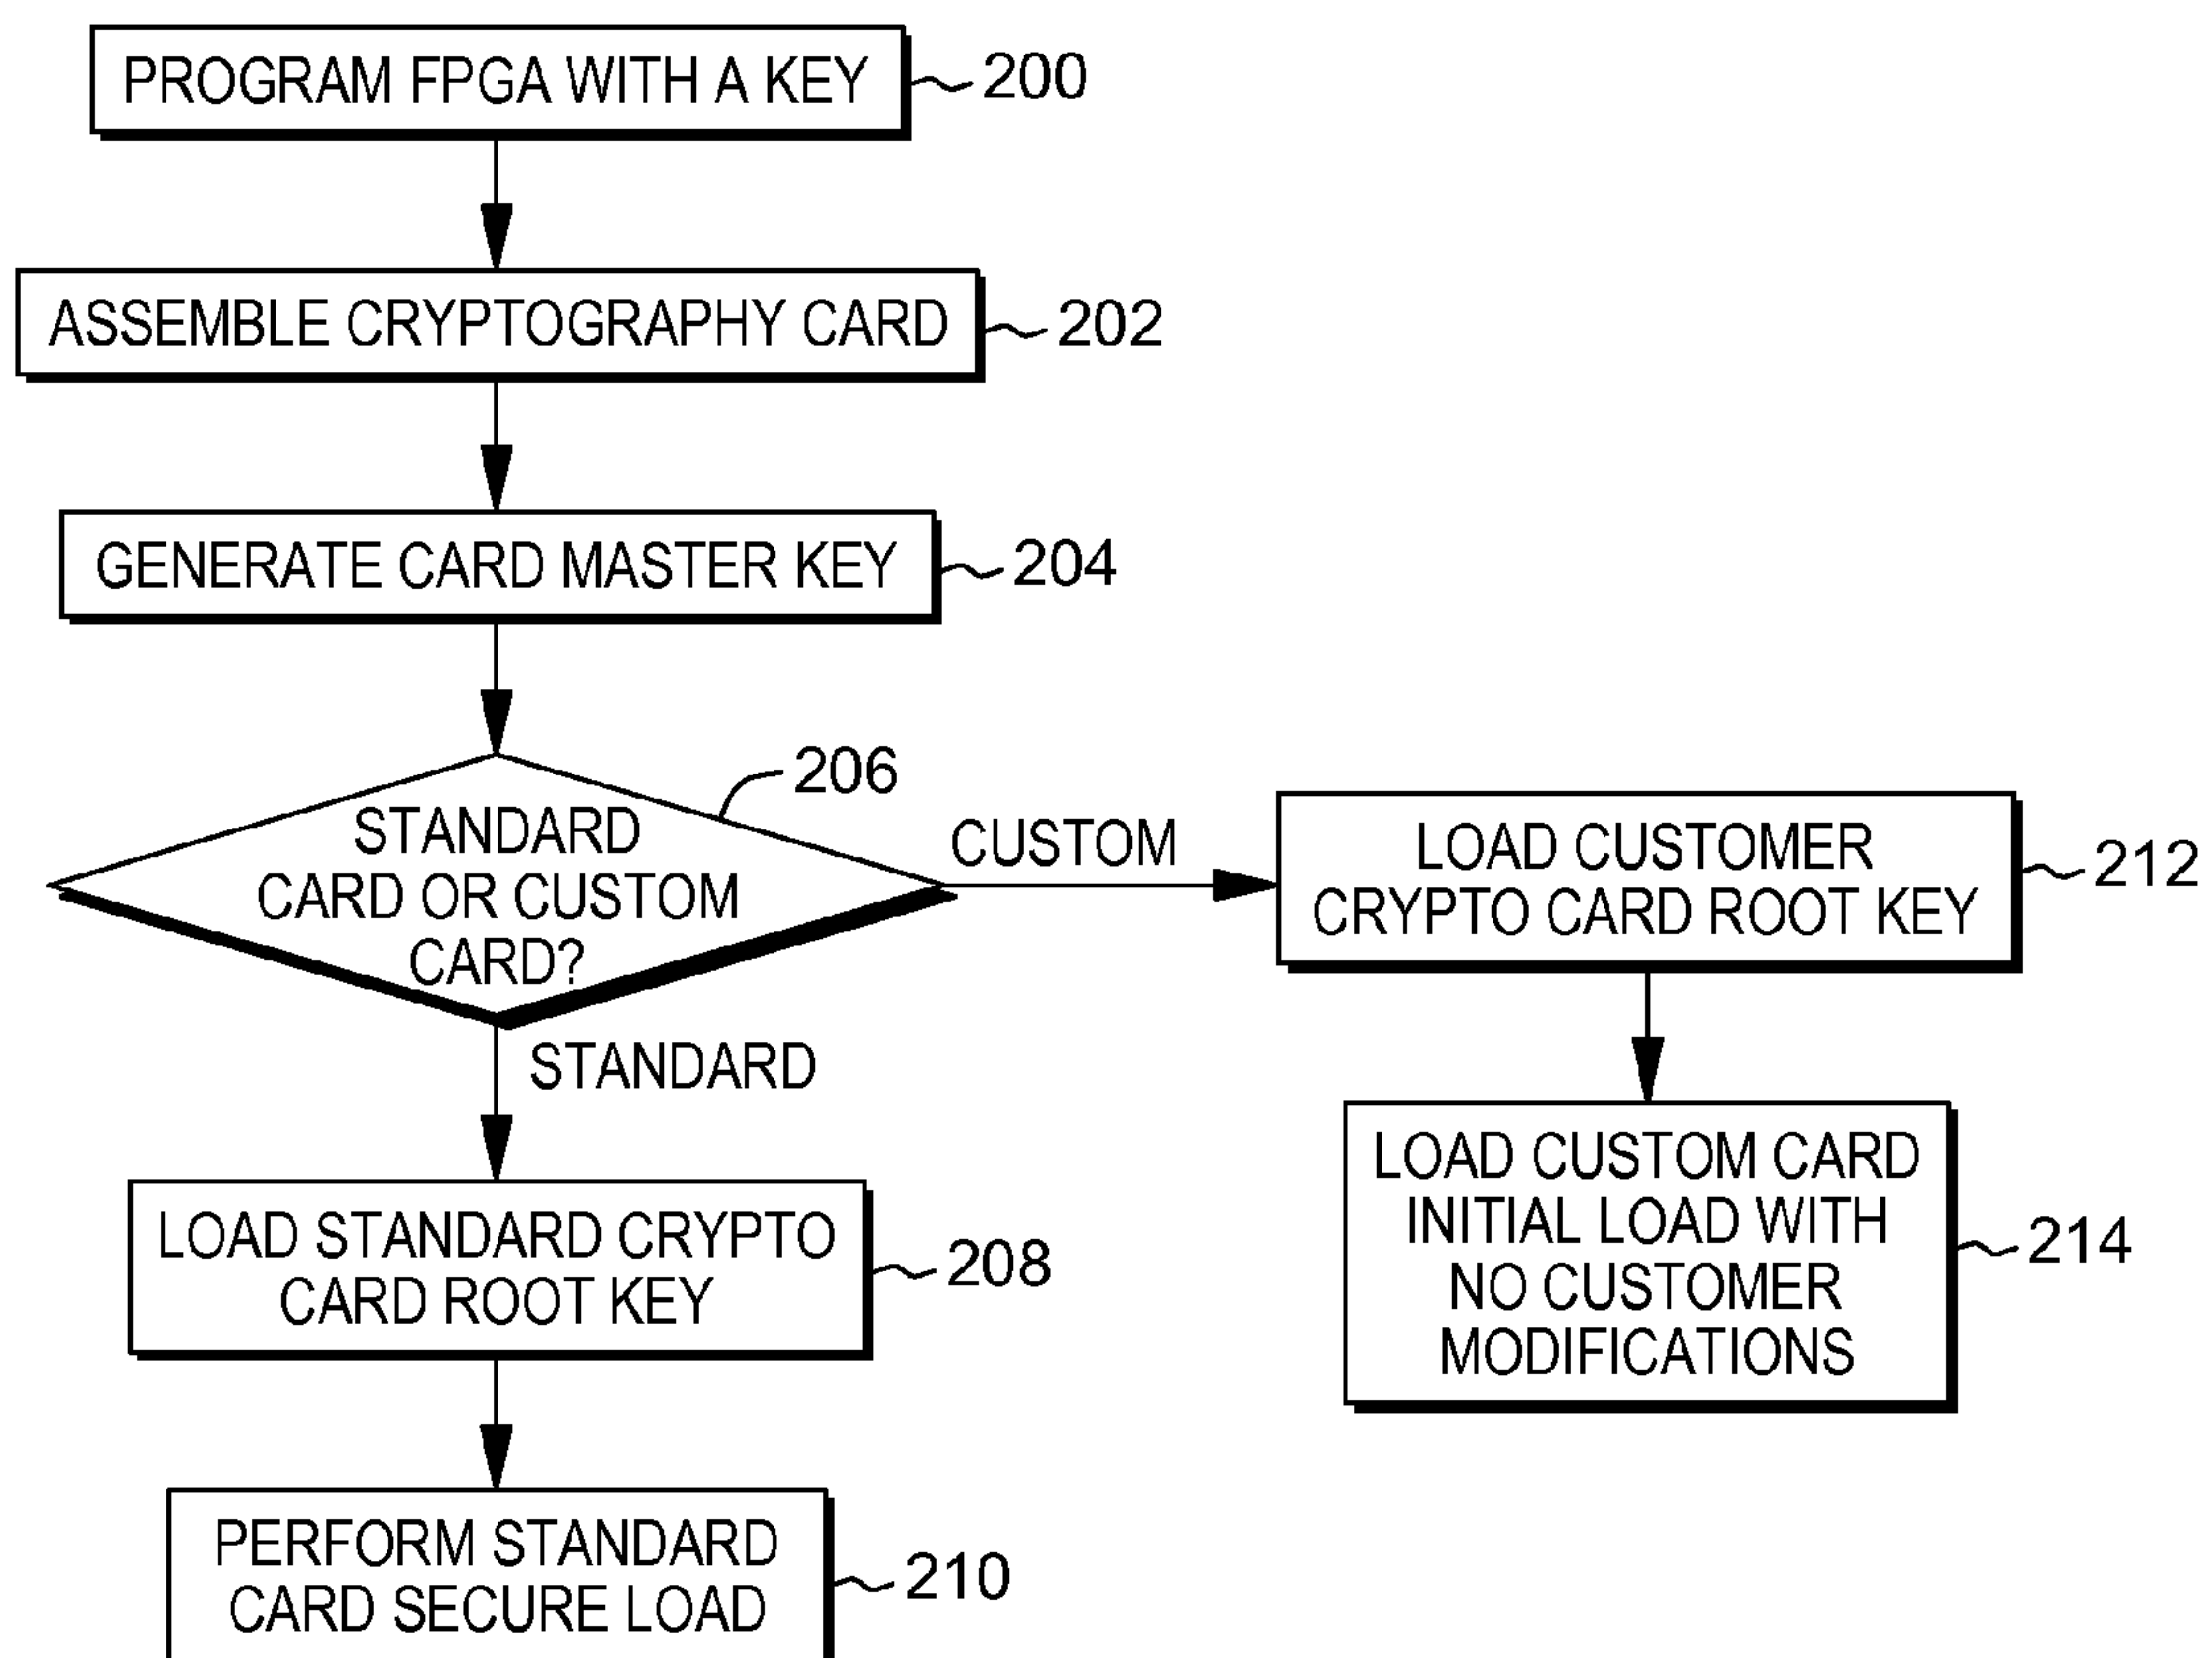 PROGRAM FPGA WITH A KEY
200
ASSEMBLE CRYPTOGRAPHY CARD
202
GENERATE CARD MASTER KEY
204
206
STANDARD
CARD OR CUSTOM
CARD?
CUSTOM
LOAD CUSTOMER
CRYPTO CARD ROOT KEY
212
STANDARD
LOAD CUSTOM CARD
INITIAL LOAD WITH
NO CUSTOMER
MODIFICATIONS
214
LOAD STANDARD CRYPTO
CARD ROOT KEY
208
PERFORM STANDARD
CARD SECURE LOAD
210